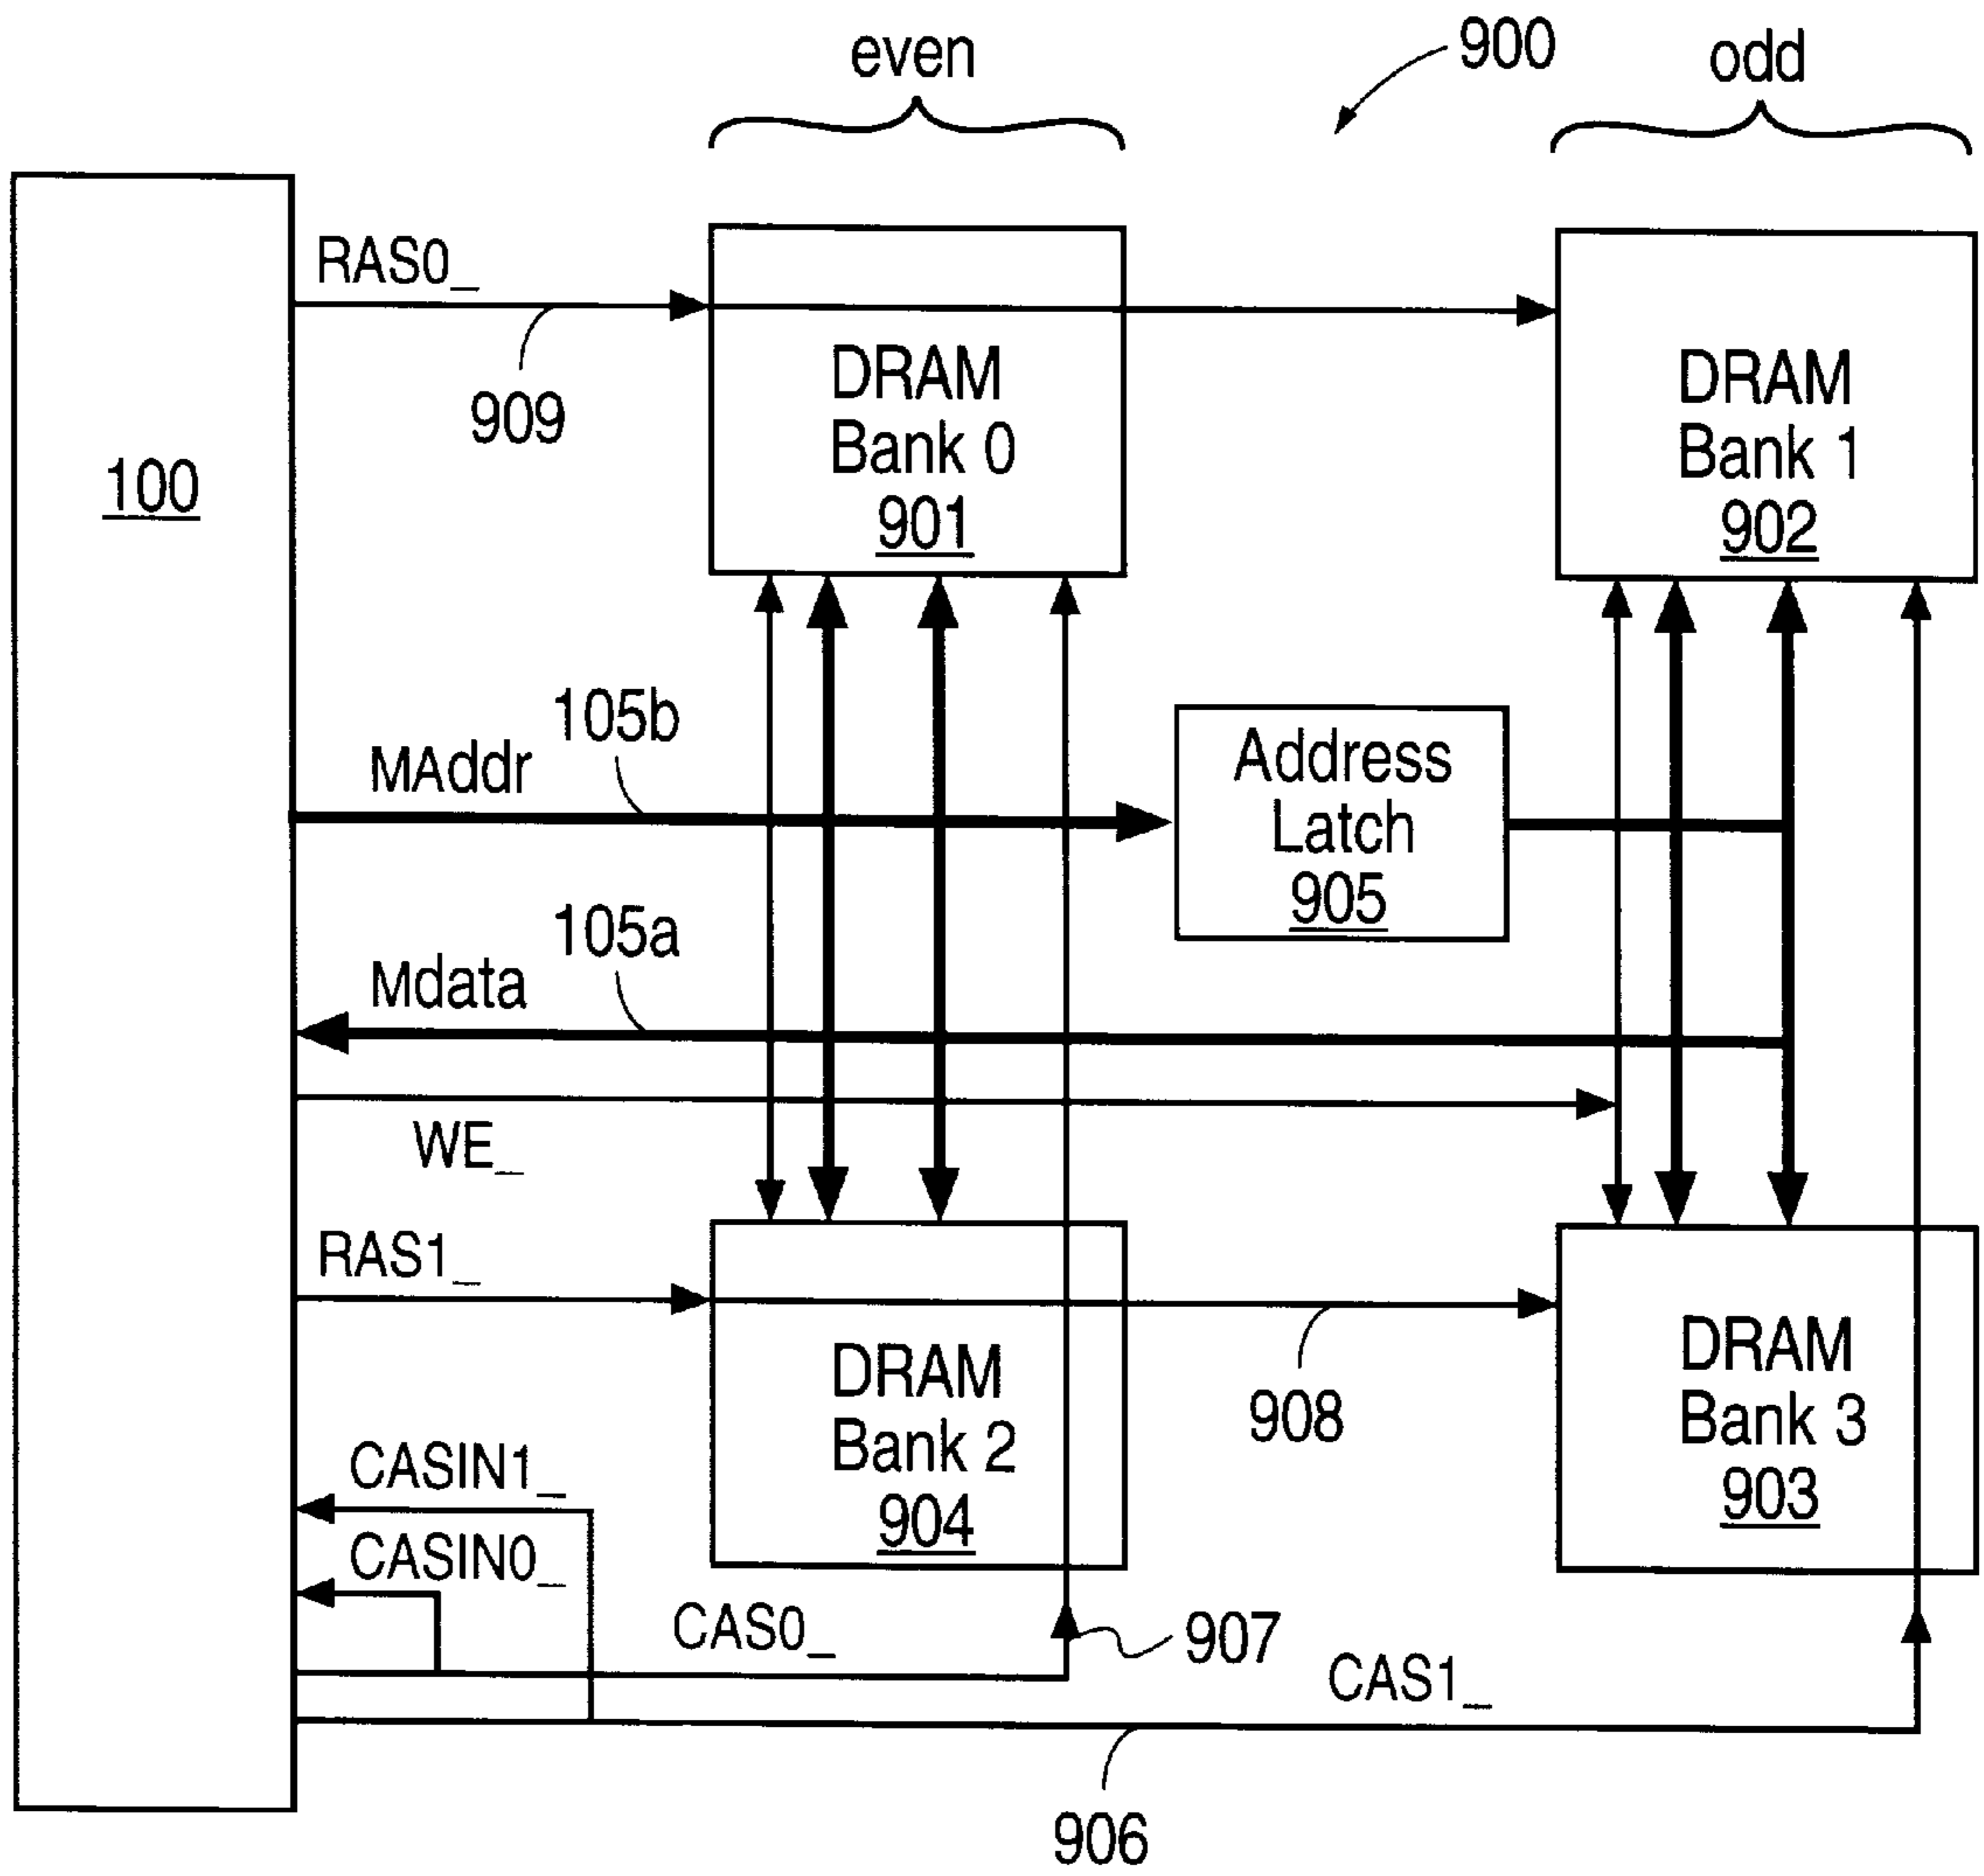 even
900
odd
RAS0_
909
DRAM
Bank 0
901
DRAM
Bank 1
902
100
105b
MAddr
Address
Latch
905
105a
Mdata
WE_
RAS1_
908
DRAM
Bank 2
904
DRAM
Bank 3
903
CASIN1_
CASIN0_
CAS0_
907
CAS1_
906